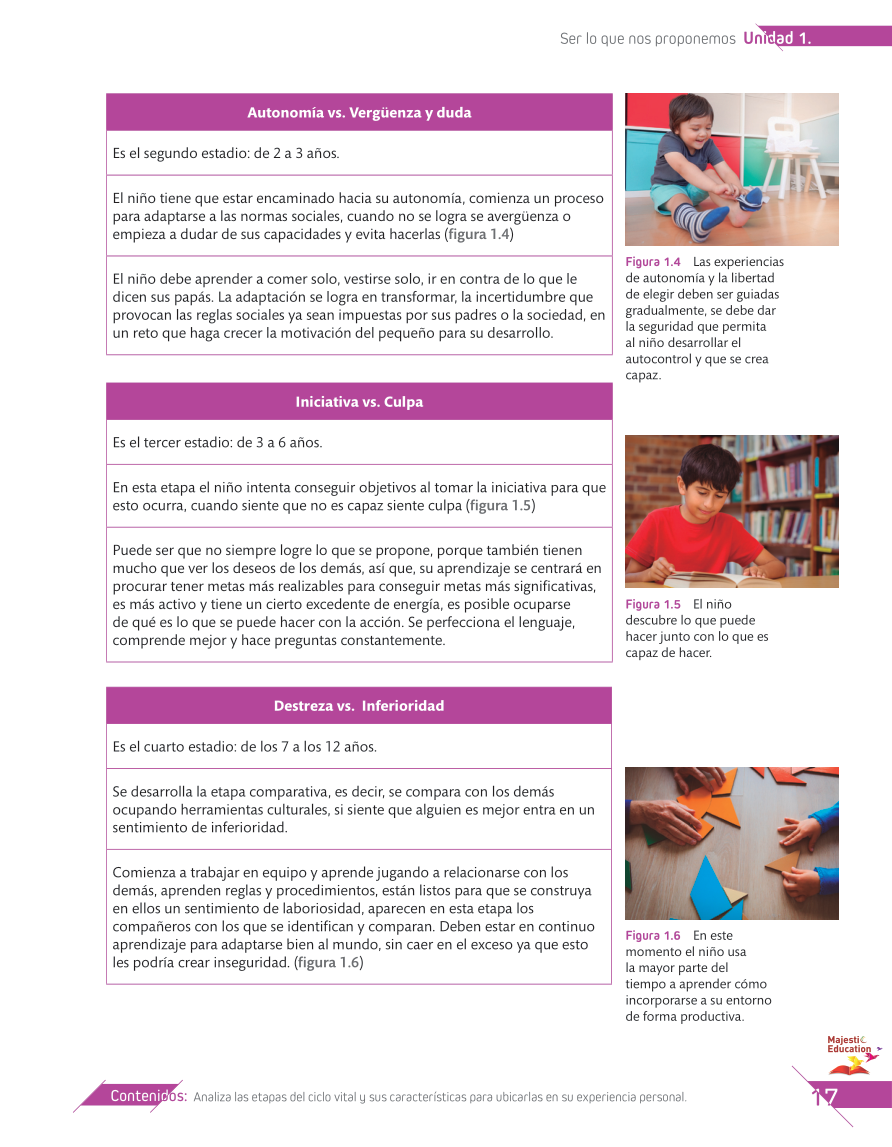 Ser lo que nos proponemos Unidad 1.
Autonomía vs. Vergüenza y duda
Es el segundo estadio: de 2 a 3 años.
El niño tiene que estar encaminado hacia su autonomía, comienza un proceso
para adaptarse a las normas sociales, cuando no se logra se avergüenza o
empieza a dudar de sus capacidades y evita hacerlas (figura 1.4)
El niño debe aprender a comer solo, vestirse solo, ir en contra de lo que le
dicen sus papás. La adaptación se logra en transformar, la incertidumbre que
provocan las reglas sociales ya sean impuestas por sus padres o la sociedad, en
un reto que haga crecer la motivación del pequeño para su desarrollo.
Figura 1.4 Las experiencias
de autonomía y la libertad
de elegir deben ser guiadas
gradualmente, se debe dar
la seguridad que permita
al niño desarrollar el
autocontrol y que se crea
capaz.
Iniciativa vs. Culpa
Es el tercer estadio: de 3 a 6 años.
En esta etapa el niño intenta conseguir objetivos al tomar la iniciativa para que
esto ocurra, cuando siente que no es capaz siente culpa (figura 1.5)
Puede ser que no siempre logre lo que se propone, porque también tienen
mucho que ver los deseos de los demás, así que, su aprendizaje se centrará en
procurar tener metas más realizables para conseguir metas más significativas,
es más activo y tiene un cierto excedente de energía, es posible ocuparse
de qué es lo que se puede hacer con la acción. Se perfecciona el lenguaje,
comprende mejor y hace preguntas constantemente.
Figura 1.5 El niño
descubre lo que puede
hacer junto con lo que es
capaz de hacer.
Destreza vs. Inferioridad
Es el cuarto estadio: de los 7 a los 12 años.
Se desarrolla la etapa comparativa, es decir, se compara con los demás
ocupando herramientas culturales, si siente que alguien es mejor entra en un
sentimiento de inferioridad.
Comienza a trabajar en equipo y aprende jugando a relacionarse con los
demás, aprenden reglas y procedimientos, están listos para que se construya
en ellos un sentimiento de laboriosidad, aparecen en esta etapa los
compañeros con los que se identifican y comparan. Deben estar en continuo
aprendizaje para adaptarse bien al mundo, sin caer en el exceso ya que esto
les podría crear inseguridad. (figura 1.6)
Figura 1.6 En este
momento el niño usa
la mayor parte del
tiempo a aprender cómo
incorporarse a su entorno
de forma productiva.
Majestic
Education
Contenidos: Analiza las etapas del ciclo vital y sus características para ubicarlas en su experiencia personal.
17